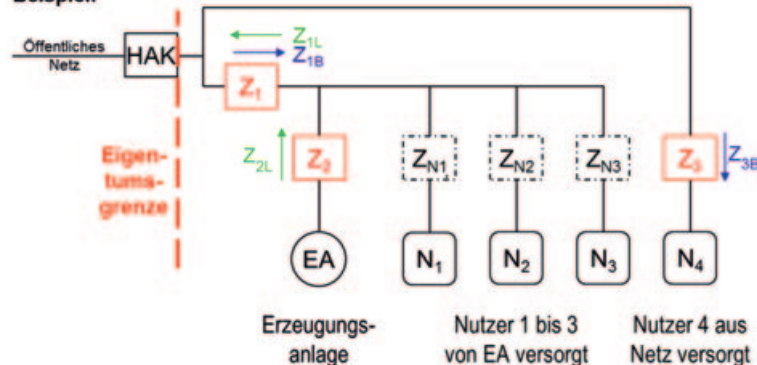 Beispiel:
Öffentliches
Netz
HAK
Z1L
Z1B
Z1
Eigen-
tums-
grenze
Z2L
Z2
ZN1
ZN2
ZN3
Z3
Z3B
EA
N1
N2
N3
N4
Erzeugungs-
anlage
Nutzer 1 bis 3
von EA versorgt
Nutzer 4 aus
Netz versorgt